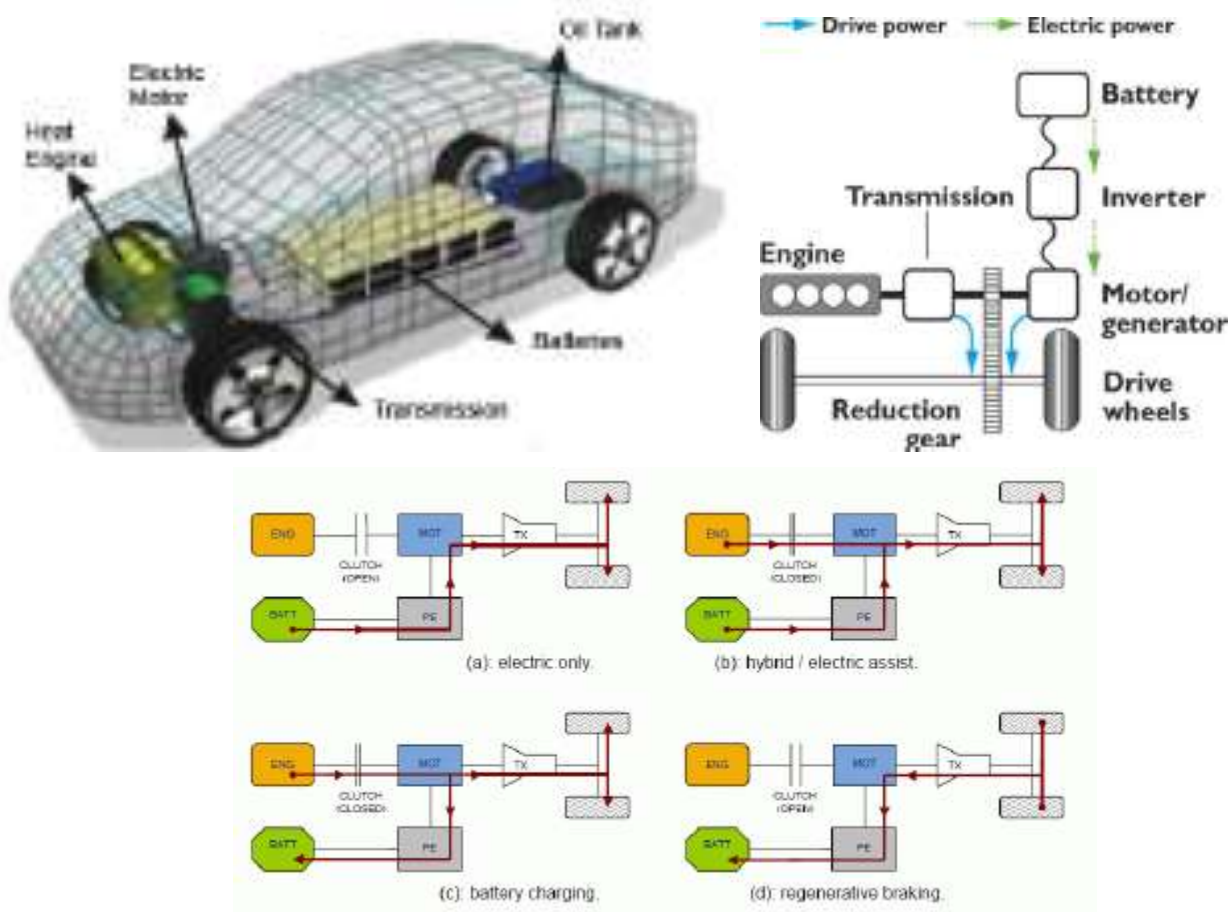 Oil Tank
Electric
Motor
Heat
Engine
Batteries
Transmission
Drive power
Electric power
Battery
Transmission
Inverter
Engine
Motor/
generator
Reduction
gear
Drive
wheels
ENG
MOT
TX
CLUTCH
(OPEN)
BATT
PE
(a): electric only.
ENG
MOT
TX
CLUTCH
(CLOSED)
BATT
PE
(b): hybrid / electric assist.
ENG
MOT
TX
CLUTCH
(CLOSED)
BATT
PE
(c): battery charging.
ENG
MOT
TX
CLUTCH
(OPEN)
BATT
PE
(d): regenerative braking.